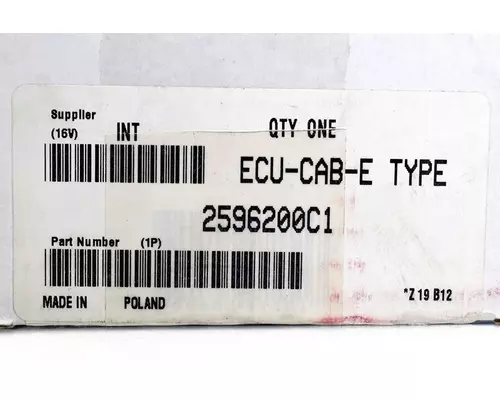 Supplier
(16V) INT QTY ONE
ECU-CAB-E TYPE
2596200C1
Part Number (1P)
MADE IN POLAND *Z 19 B12